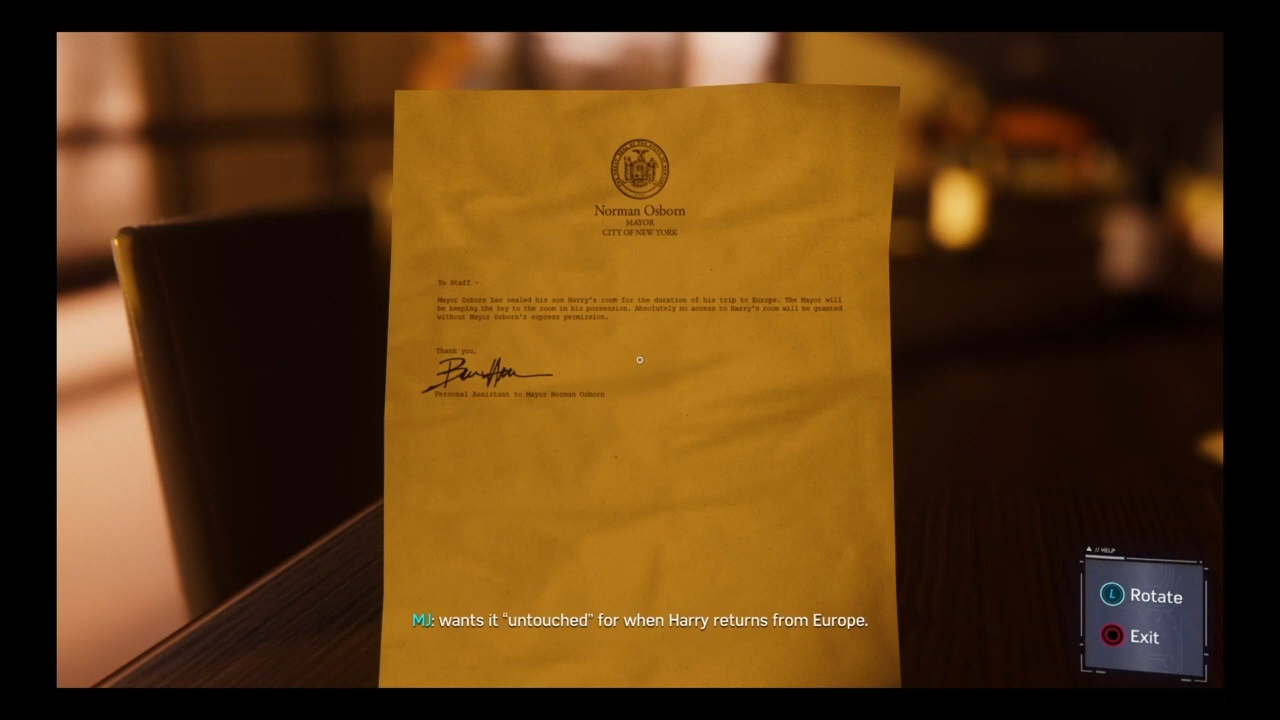 Norman Osborn
MAYOR
CITY OF NEW YORK
To Staff -
Mayor Osborn has sealed his son Harry's room for the duration of his trip to Europe. The Mayor will
be keeping the key to the room in his possession. Absolutely no access to Harry's room will be granted
without Mayor Osborn's express permission.
Thank you,
Personal Assistant to Mayor Norman Osborn
MJ: wants it “untouched” for when Harry returns from Europe.
// HELP
L Rotate
Exit